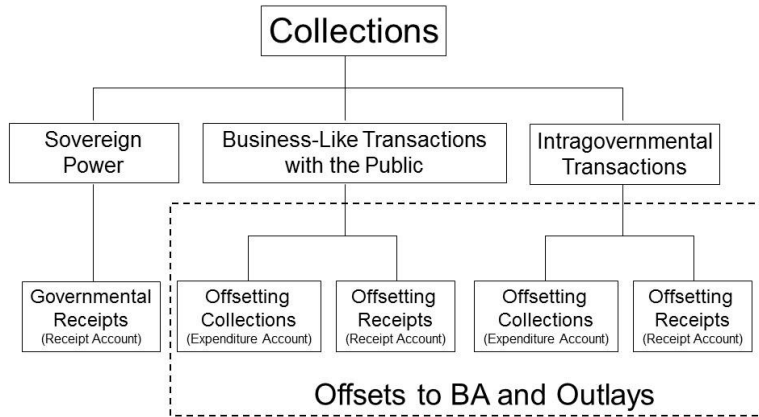 Collections
Sovereign
Power
Business-Like Transactions
with the Public
Intragovernmental
Transactions
Governmental
Receipts
(Receipt Account)
Offsetting
Collections
(Expenditure Account)
Offsetting
Receipts
(Receipt Account)
Offsetting
Collections
(Expenditure Account)
Offsetting
Receipts
(Receipt Account)
Offsets to BA and Outlays